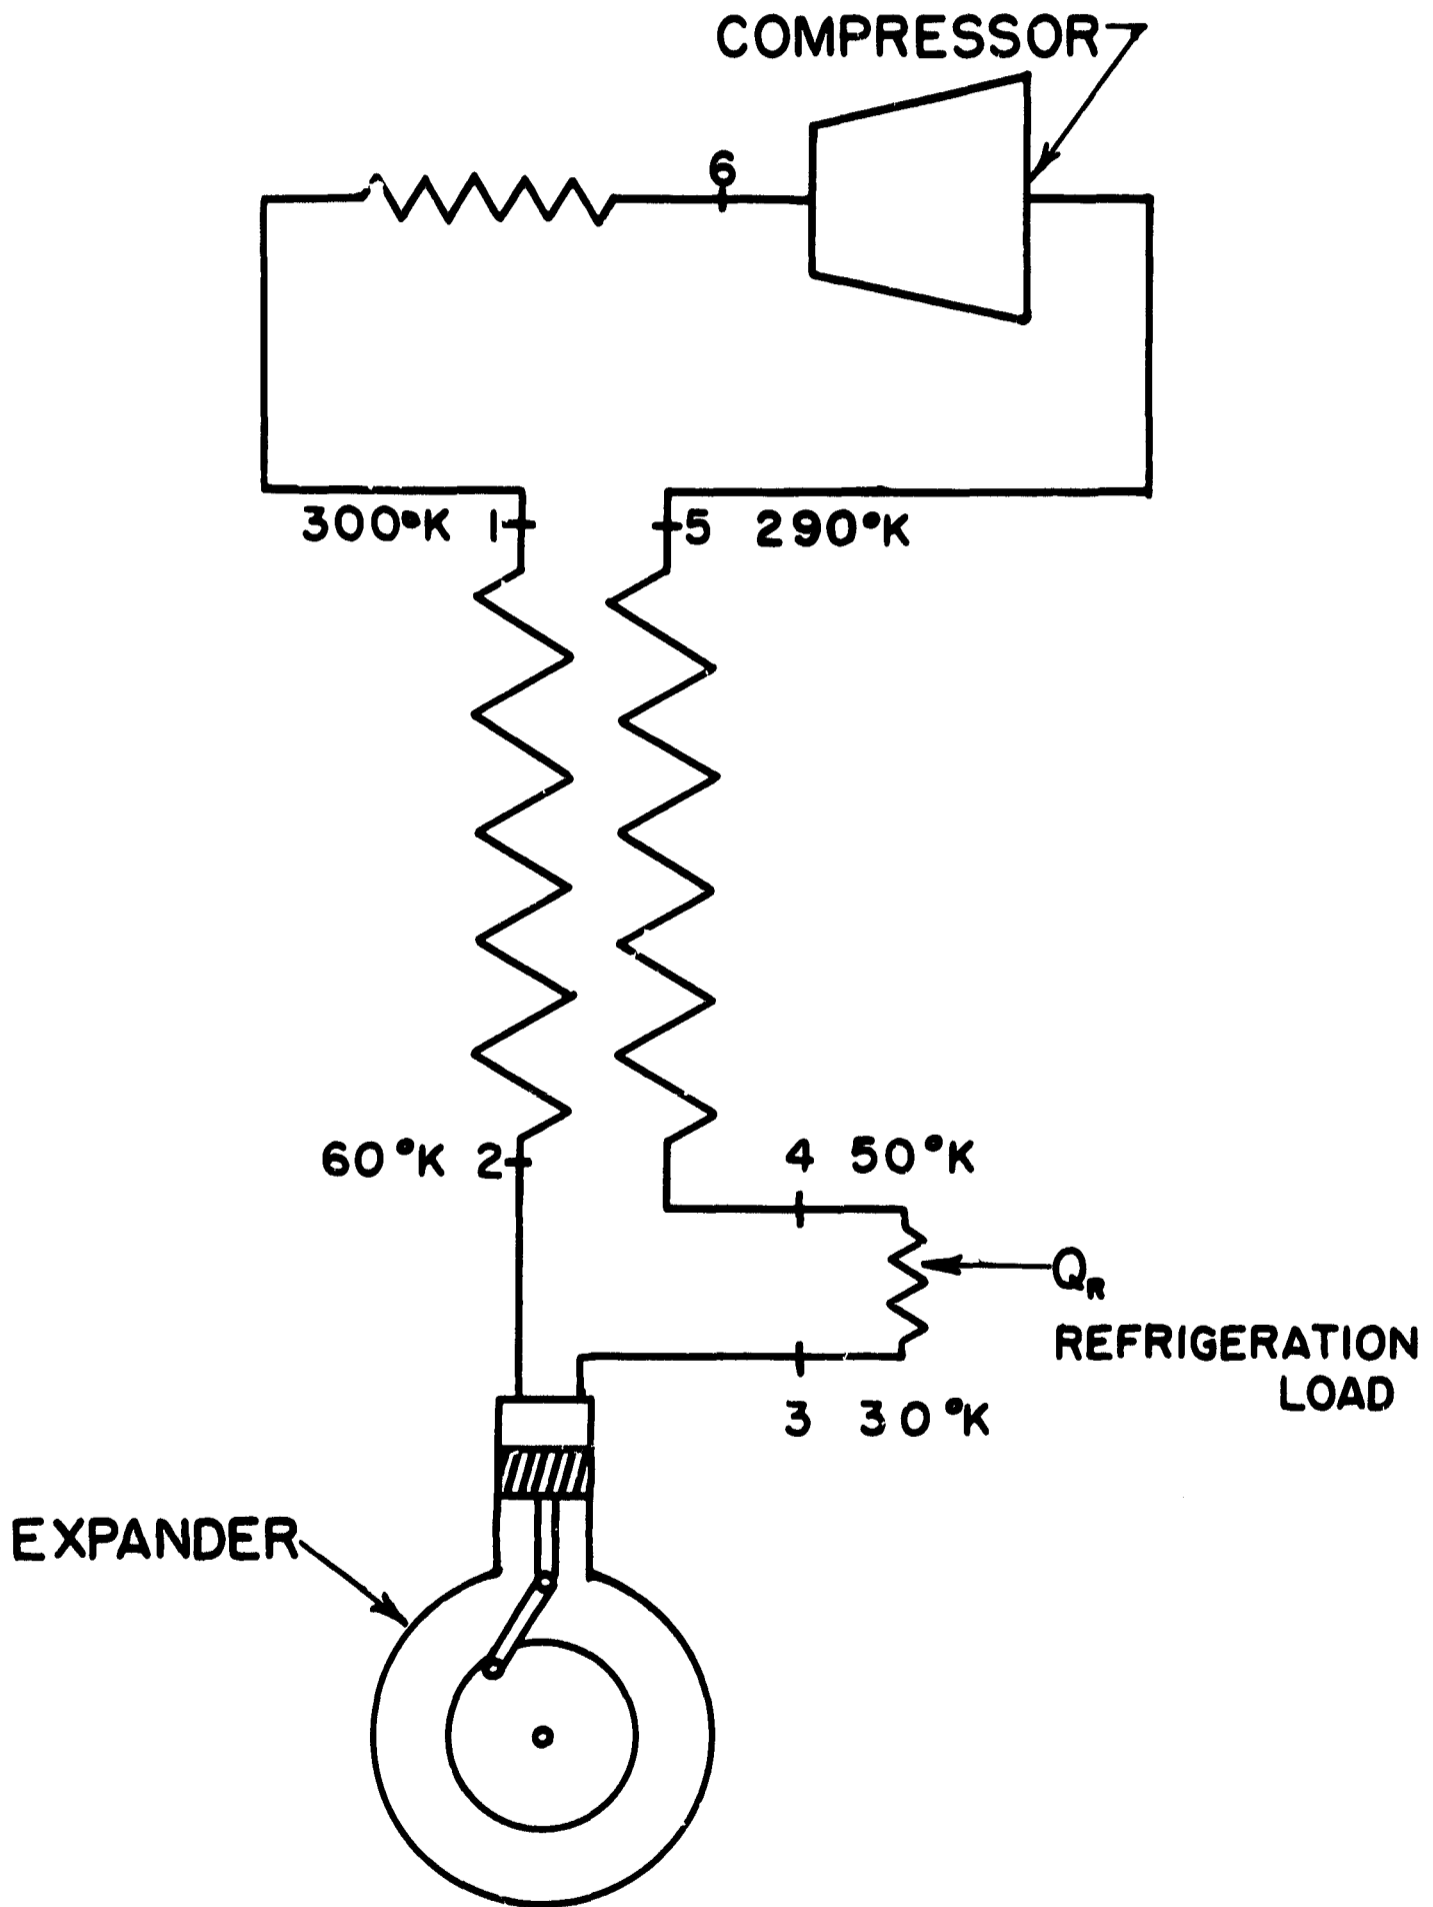 COMPRESSOR
6
300°K 1
5 290°K
60°K 2
4 50°K
QR
REFRIGERATION
LOAD
3 30°K
EXPANDER